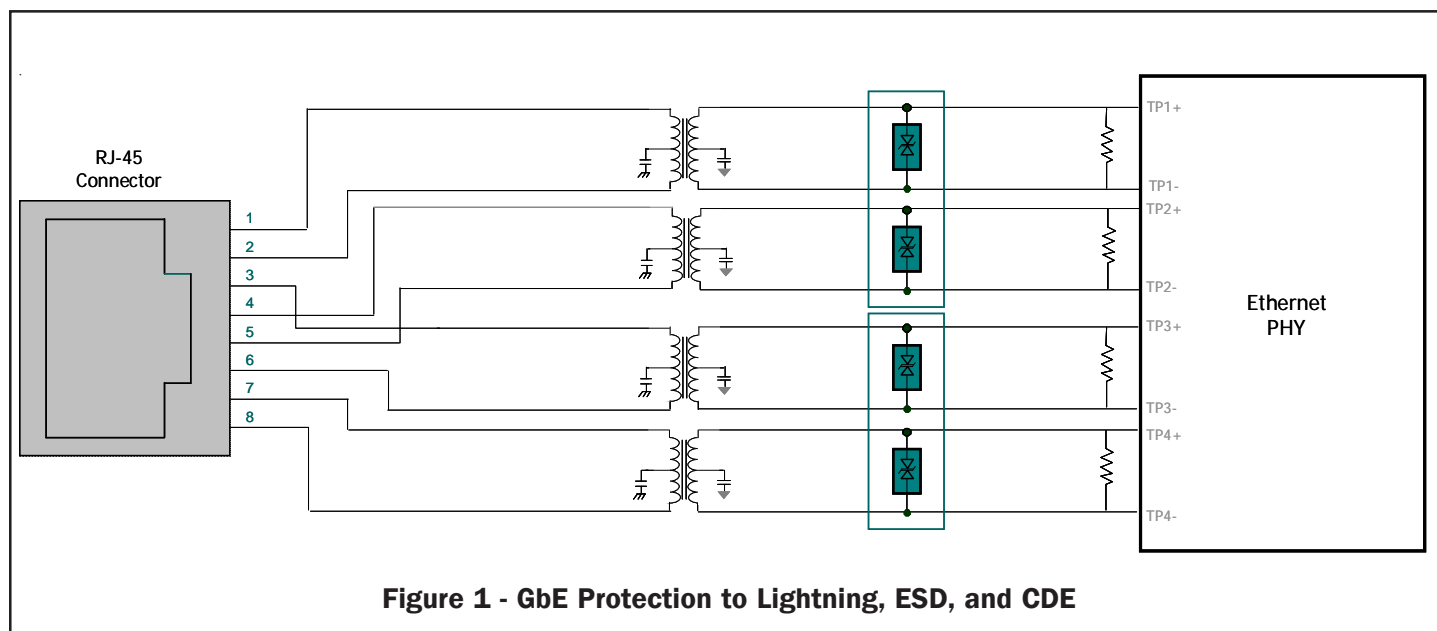 RJ-45
Connector
1
2
3
4
5
6
7
8
TP1+
TP1-
TP2+
TP2-
TP3+
TP3-
TP4+
TP4-
Ethernet
PHY
Figure 1 - GbE Protection to Lightning, ESD, and CDE